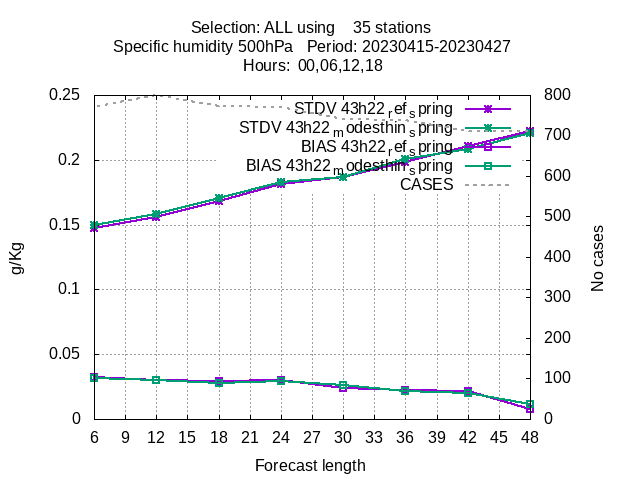 Selection: ALL using    35 stations
Specific humidity 500hPa   Period: 20230415-20230427
Hours:  00,06,12,18
STDV 43h22_ref_spring
STDV 43h22_modesthin_spring
BIAS 43h22_ref_spring
BIAS 43h22_modesthin_spring
CASES
0.25
0.2
0.15
0.1
0.05
0
g/Kg
800
700
600
500
400
300
200
100
0
No cases
6 9 12 15 18 21 24 27 30 33 36 39 42 45 48
Forecast length